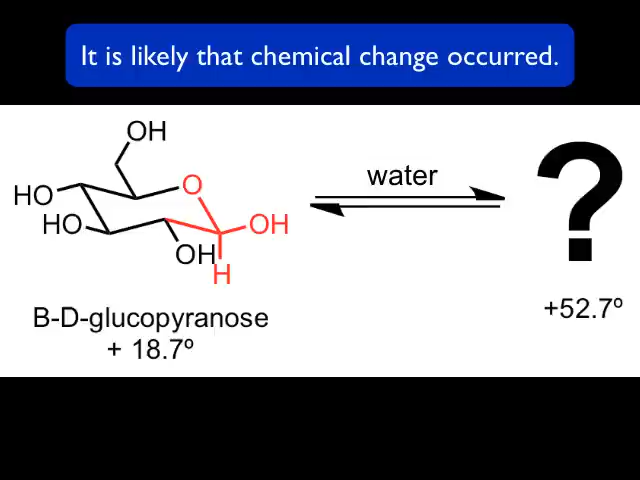 It is likely that chemical change occurred.
OH
HO
O
HO
OH
OH
H
water
?
B-D-glucopyranose
+ 18.7º
+52.7º